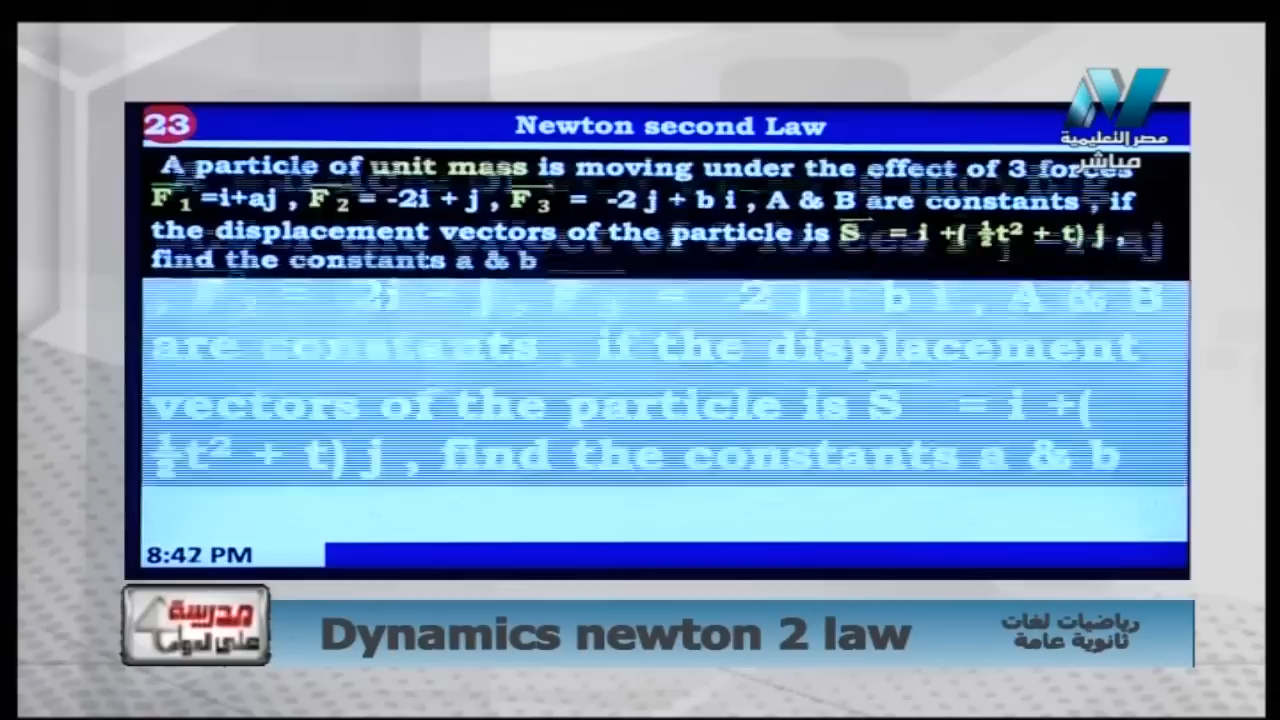 23
Newton second Law
مصر التعليمية
مباشر
A particle of unit mass is moving under the effect of 3 forces
F₁ =i+aj , F₂ = -2i + j , F₃ = -2 j + b i , A & B are constants , if
the displacement vectors of the particle is S = i +( ½t² + t) j ,
find the constants a & b
, F = 2i j , F = -2 j + b i , A & B
are constants , if the displacement
vectors of the particle is S = i +(
½t² + t) j , find the constants a & b
8:42 PM
مدرسة
على الهواء
Dynamics newton 2 law
رياضيات لغات
ثانوية عامة